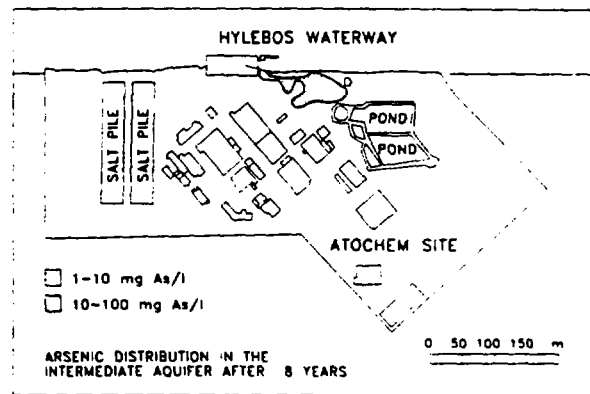 HYLEBOS WATERWAY
SALT PILE
SALT PILE
POND
POND
ATOCHEM SITE
1-10 mg As/l
10-100 mg As/l
0 50 100 150 m
ARSENIC DISTRIBUTION IN THE
INTERMEDIATE AQUIFER AFTER 8 YEARS